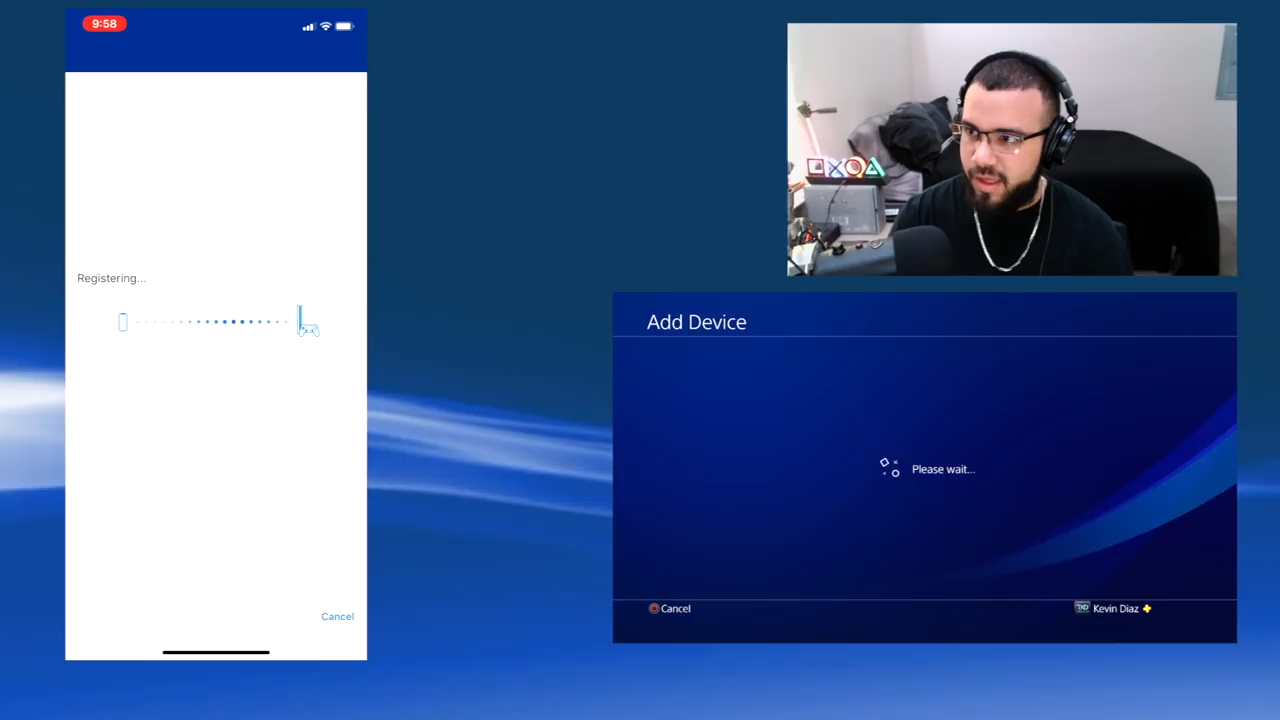 9:58
Registering...
Cancel
Add Device
Please wait...
Cancel
Kevin Diaz